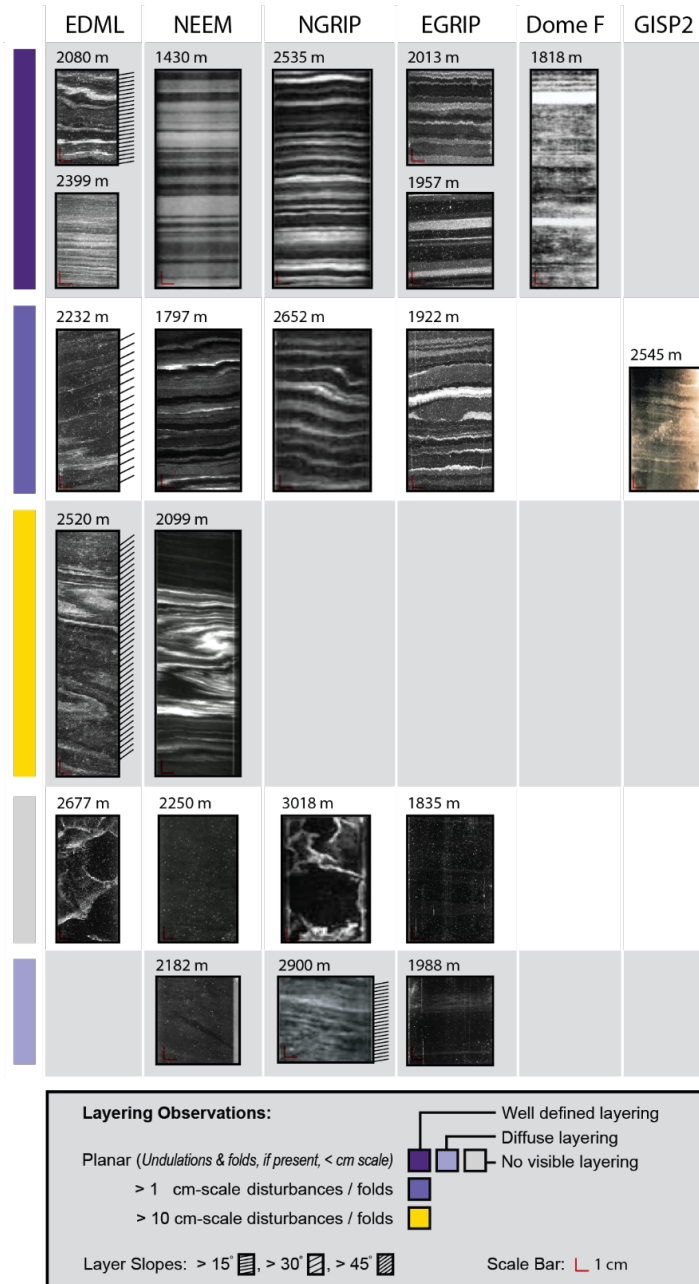 EDML NEEM NGRIP EGRIP Dome F GISP2
2080 m 1430 m 2535 m 2013 m 1818 m
2399 m 1957 m
2232 m 1797 m 2652 m 1922 m
2545 m
2520 m 2099 m
2677 m 2250 m 3018 m 1835 m
2182 m 2900 m 1988 m
Layering Observations:
Well defined layering
Diffuse layering
Planar (Undulations & folds, if present, < cm scale) No visible layering
> 1 cm-scale disturbances / folds
> 10 cm-scale disturbances / folds
Layer Slopes: > 15° , > 30° , > 45° Scale Bar: 1 cm